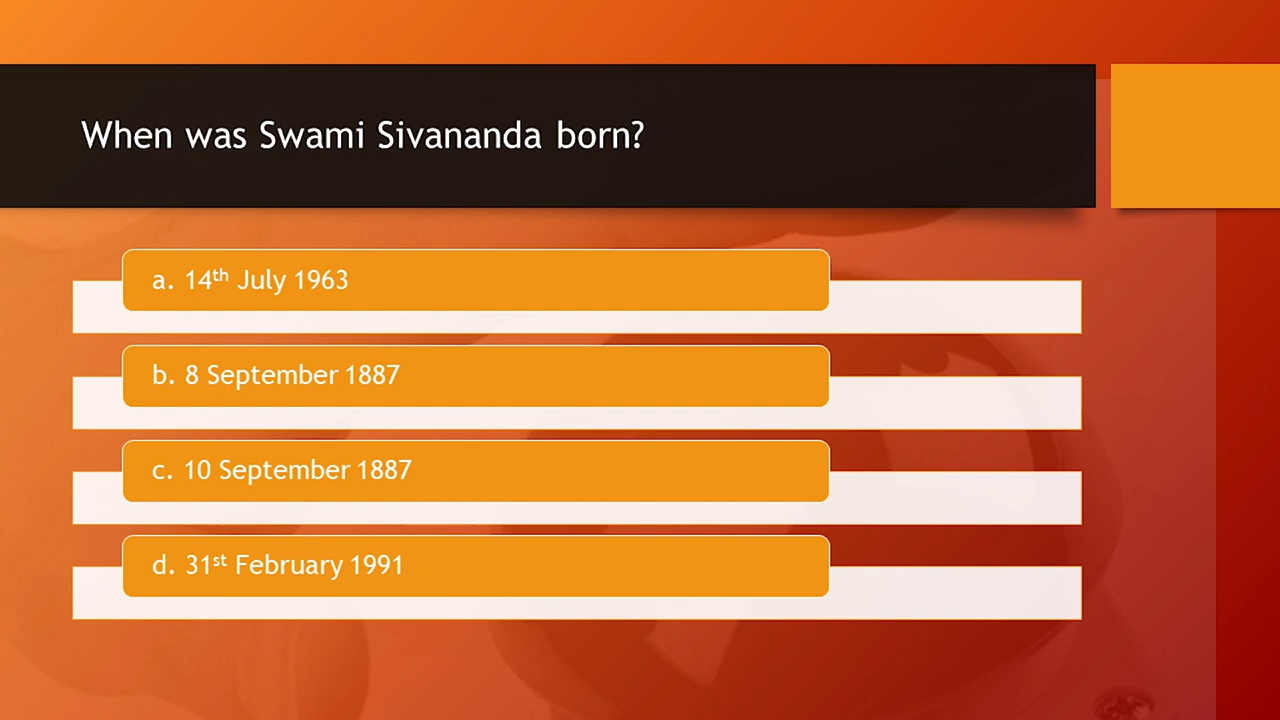 When was Swami Sivananda born?
a. 14th July 1963
b. 8 September 1887
c. 10 September 1887
d. 31st February 1991